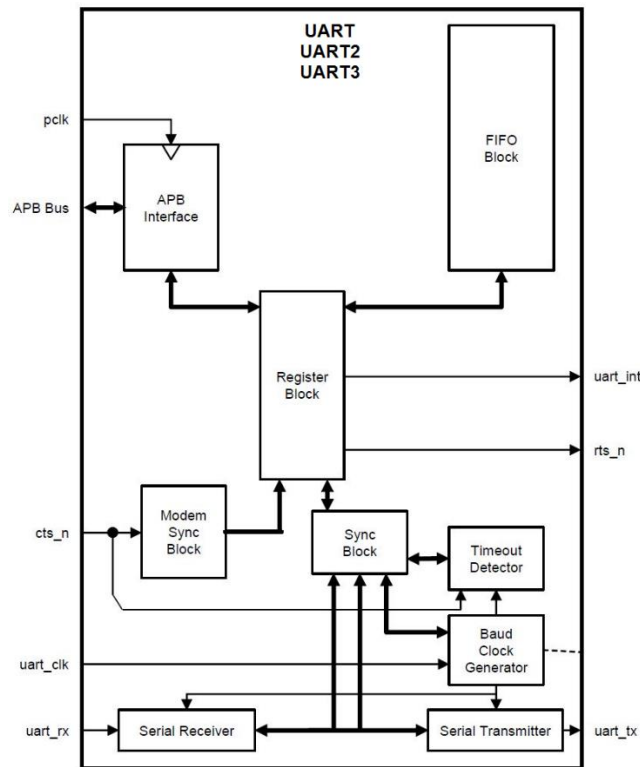 UART
UART2
UART3
pclk
FIFO
Block
APB
Interface
APB Bus
Register
Block
uart_int
rts_n
Modem
Sync
Block
cts_n
Sync
Block
Timeout
Detector
Baud
Clock
Generator
uart_clk
uart_rx
Serial Receiver
Serial Transmitter
uart_tx